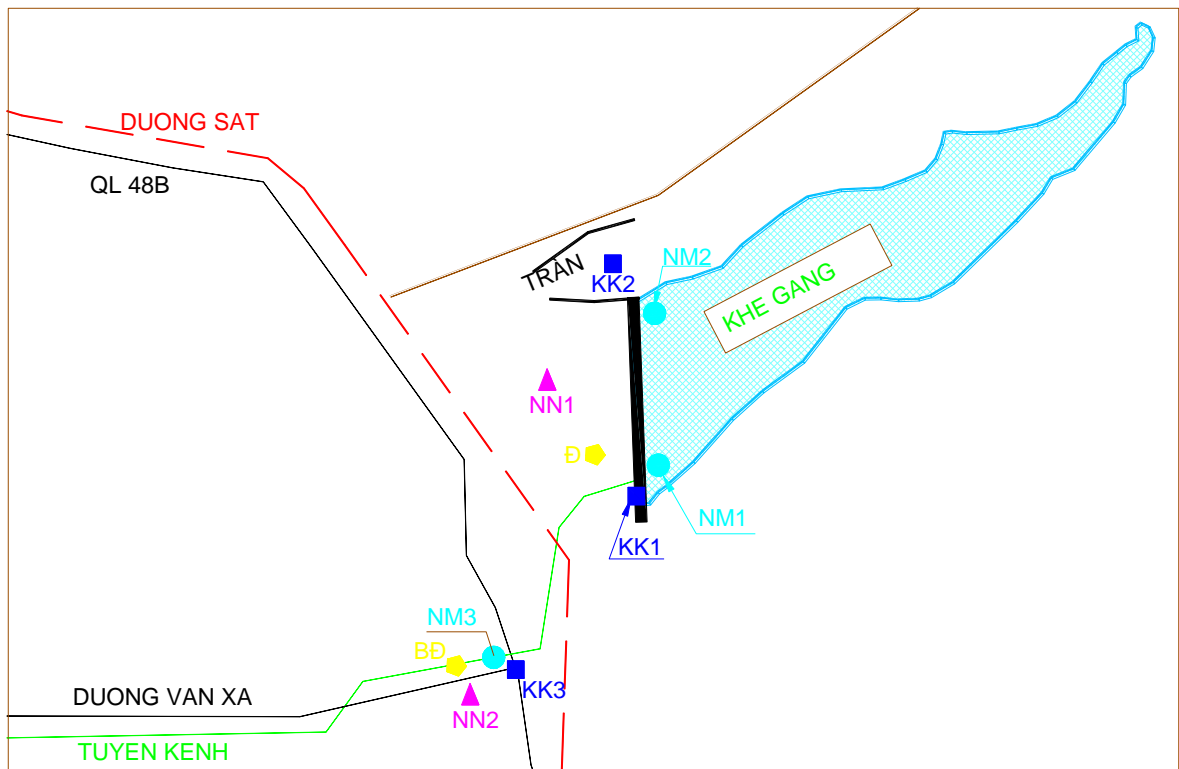 DUONG SAT
QL 48B
TRÀN
KK2
NM2
KHE GANG
NN1
Đ
NM1
KK1
NM3
BĐ
KK3
DUONG VAN XA
NN2
TUYEN KENH